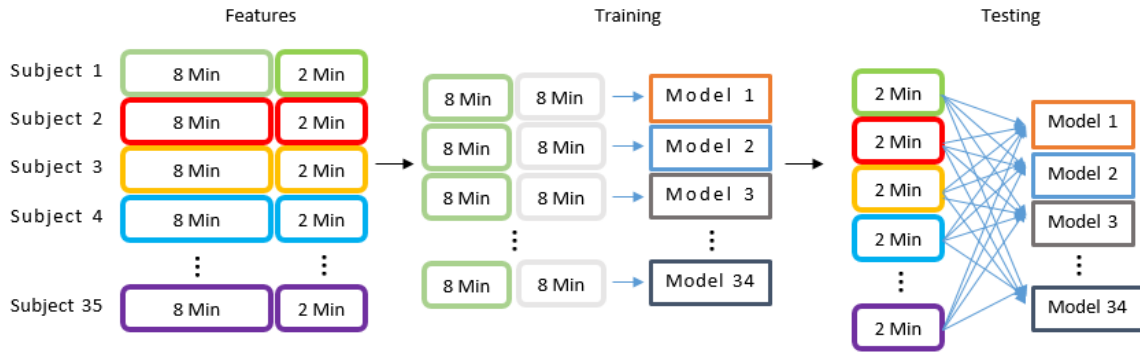 Features
Training
Testing
Subject 1
8 Min
2 Min
Subject 2
8 Min
2 Min
Subject 3
8 Min
2 Min
Subject 4
8 Min
2 Min
Subject 35
8 Min
2 Min
8 Min
8 Min
Model 1
8 Min
8 Min
Model 2
8 Min
8 Min
Model 3
8 Min
8 Min
Model 34
2 Min
2 Min
2 Min
2 Min
2 Min
Model 1
Model 2
Model 3
Model 34